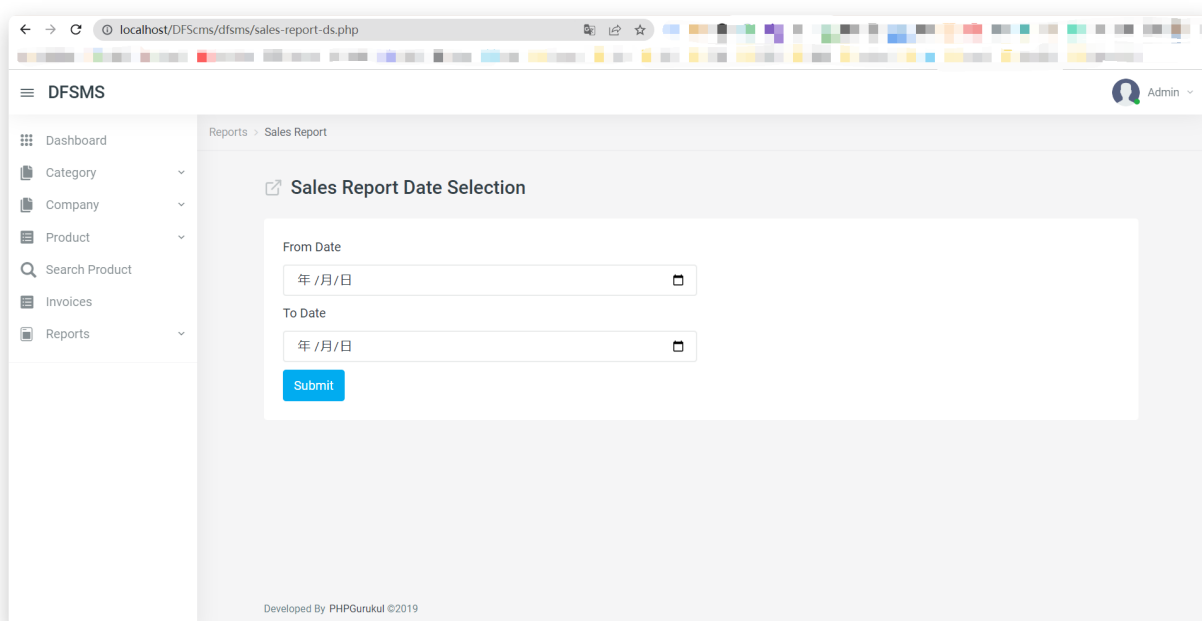 localhost/DFScms/dfsms/sales-report-ds.php
DFSMS
Admin
Reports > Sales Report
Dashboard
Category
Company
Product
Search Product
Invoices
Reports
Sales Report Date Selection
From Date
年 /月/日
To Date
年 /月/日
Submit
Developed By PHPGurukul ©2019